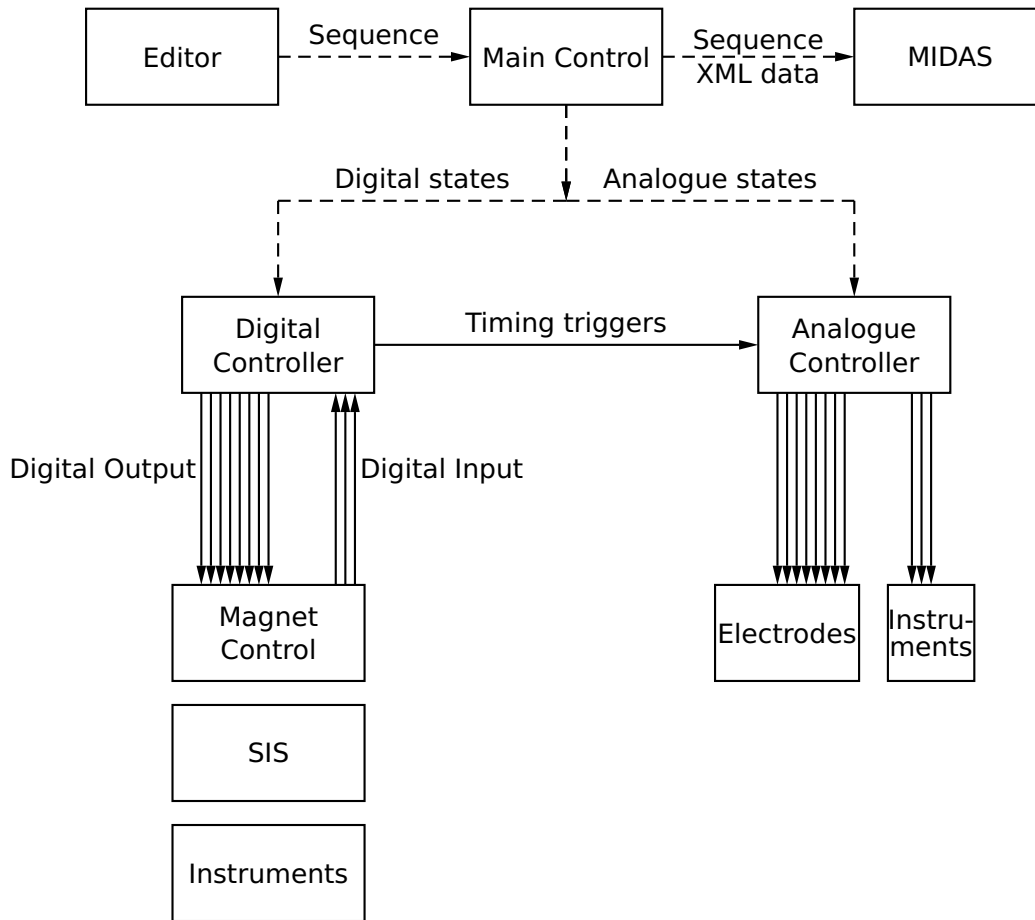 Editor
Sequence
Main Control
Sequence
XML data
MIDAS
Digital states
Analogue states
Digital
Controller
Timing triggers
Analogue
Controller
Digital Output
Digital Input
Magnet
Control
Electrodes
Instru-
ments
SIS
Instruments